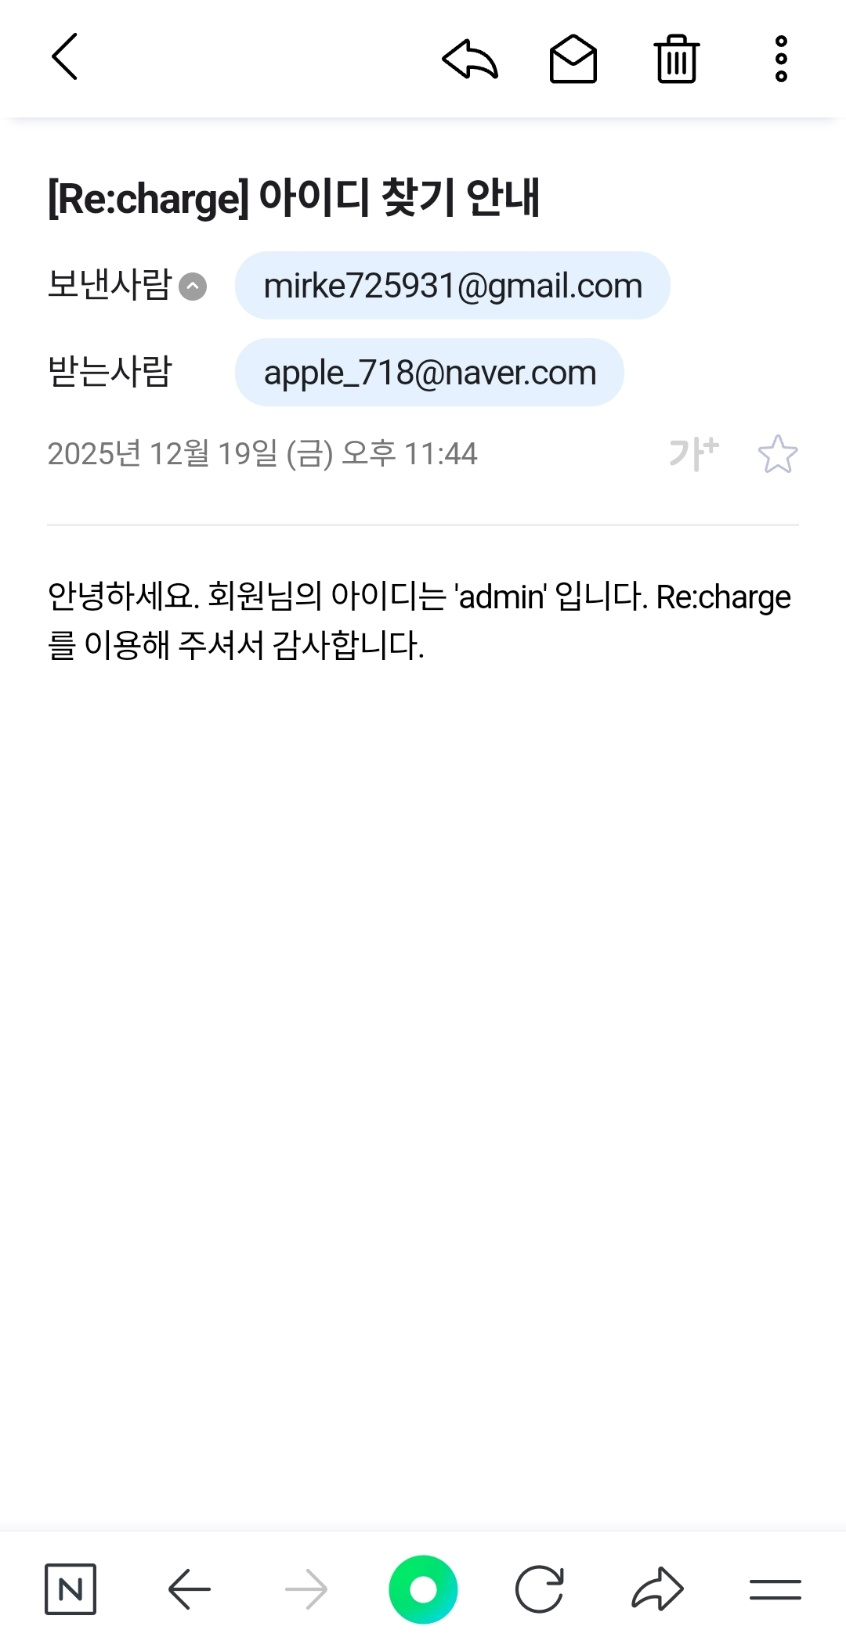 [Re:charge] 아이디 찾기 안내
보낸사람 mirke725931@gmail.com
받는사람 apple_718@naver.com
2025년 12월 19일 (금) 오후 11:44
가+
안녕하세요. 회원님의 아이디는 'admin' 입니다. Re:charge
를 이용해 주셔서 감사합니다.
N